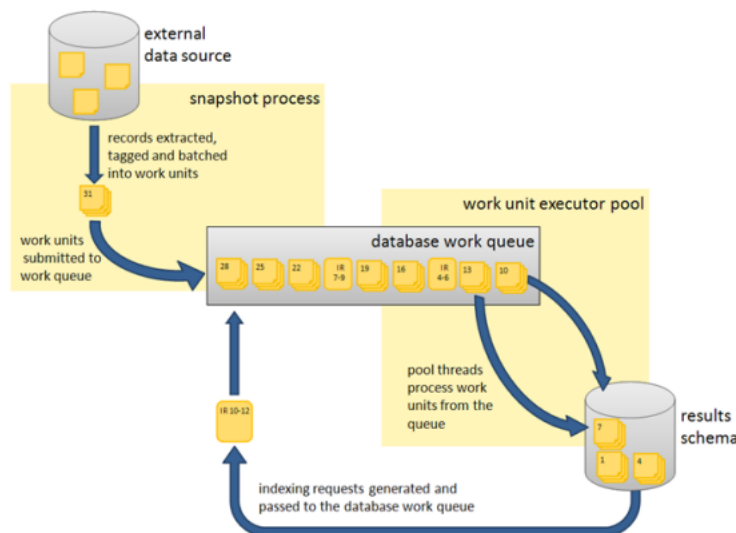 external
data source
snapshot process
records extracted,
tagged and batched
into work units
31
work units
submitted to
work queue
work unit executor pool
database work queue
28
25
22
IR
7-9
19
16
IR
4-6
13
10
pool threads
process work
units from the
queue
IR 10-12
7
1
4
results
schema
indexing requests generated and
passed to the database work queue